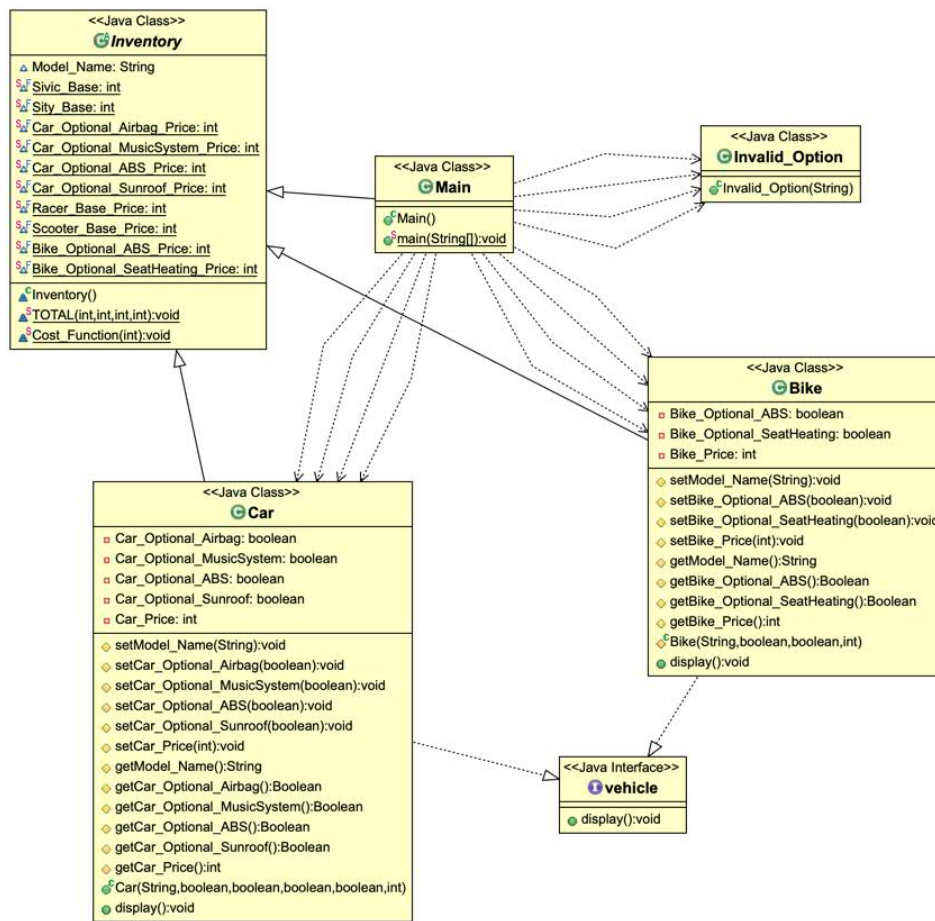 <<Java Class>>
Inventory
Model_Name: String
Sivic_Base: int
Sity_Base: int
Car_Optional_Airbag_Price: int
Car_Optional_MusicSystem_Price: int
Car_Optional_ABS_Price: int
Car_Optional_Sunroof_Price: int
Racer_Base_Price: int
Scooter_Base_Price: int
Bike_Optional_ABS_Price: int
Bike_Optional_SeatHeating_Price: int
Inventory()
TOTAL(int,int,int,int):void
Cost_Function(int):void
<<Java Class>>
Main
Main()
main(String[]):void
<<Java Class>>
Invalid_Option
Invalid_Option(String)
<<Java Class>>
Bike
Bike_Optional_ABS: boolean
Bike_Optional_SeatHeating: boolean
Bike_Price: int
setModel_Name(String):void
setBike_Optional_ABS(boolean):void
setBike_Optional_SeatHeating(boolean):void
setBike_Price(int):void
getModel_Name():String
getBike_Optional_ABS():Boolean
getBike_Optional_SeatHeating():Boolean
getBike_Price():int
Bike(String,boolean,boolean,int)
display():void
<<Java Class>>
Car
Car_Optional_Airbag: boolean
Car_Optional_MusicSystem: boolean
Car_Optional_ABS: boolean
Car_Optional_Sunroof: boolean
Car_Price: int
setModel_Name(String):void
setCar_Optional_Airbag(boolean):void
setCar_Optional_MusicSystem(boolean):void
setCar_Optional_ABS(boolean):void
setCar_Optional_Sunroof(boolean):void
setCar_Price(int):void
getModel_Name():String
getCar_Optional_Airbag():Boolean
getCar_Optional_MusicSystem():Boolean
getCar_Optional_ABS():Boolean
getCar_Optional_Sunroof():Boolean
getCar_Price():int
Car(String,boolean,boolean,boolean,boolean,int)
display():void
<<Java Interface>>
vehicle
display():void